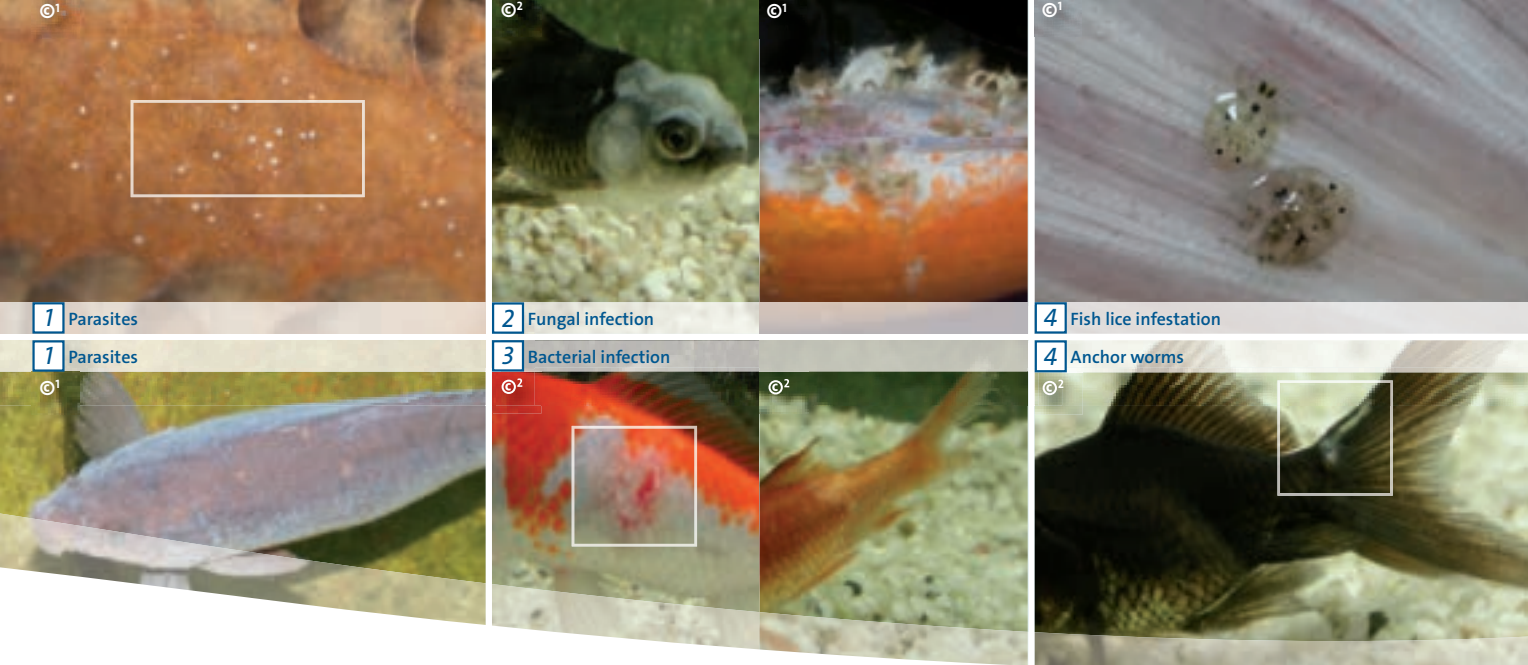 ©1
©2
©1
©1
1 Parasites
2 Fungal infection
4 Fish lice infestation
1 Parasites
3 Bacterial infection
4 Anchor worms
©1
©2
©2
©2